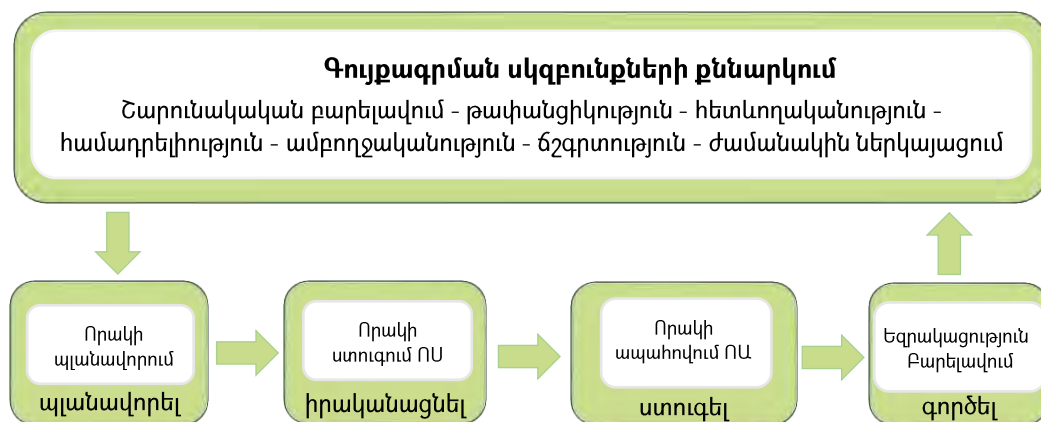 Գույքագրման սկզբունքների քննարկում
Շարունակական բարելավում - թափանցիկություն - հետևողականություն -
համադրելիություն - ամբողջականություն - ճշգրտություն - ժամանակին ներկայացում
Որակի
պլանավորում
պլանավորել
Որակի
ստուգում ՈՍ
իրականացնել
Որակի
ապահովում ՈԱ
ստուգել
Եզրակացություն
Բարելավում
գործել